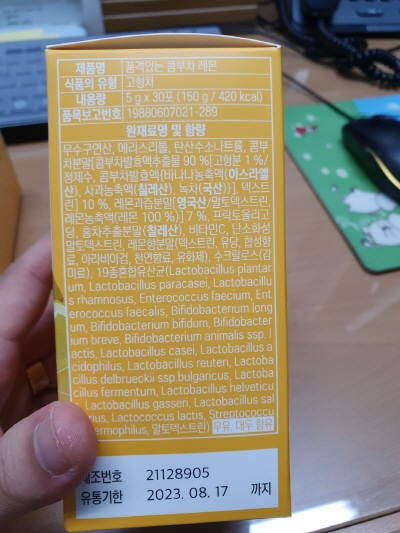 제품명 품격있는 콤부차 레몬
식품의 유형 고형차
내용량 5 g x 30포 (150 g / 420 kcal)
품목보고번호 19880607021-289
원재료명 및 함량
무수구연산, 에리스리톨, 탄산수소나트륨, 콤부
차분말[콤부차발효액추출물 90 %[고형분 1 %/
정제수, 콤부차발효액(바나나농축액(이스라엘
산), 사과농축액(칠레산), 녹차(국산))], 덱스트
린] 10 %, 레몬과즙분말[영국산/말토덱스트린,
레몬농축액(레몬 100 %)] 7 %, 프락토올리고
당, 홍차추출분말(칠레산), 비타민C, 난소화성
말토덱스트린, 레몬향분말(덱스트린, 유당, 합성향
료, 아라비아검, 천연향료, 유화제), 수크랄로스(감
미료), 19종혼합유산균(Lactobacillus plantar
um, Lactobacillus paracasei, Lactobacillu
s rhamnosus, Enterococcus faecium, Ent
erococcus faecalis, Bifidobacterium long
um, Bifidobacterium bifidum, Bifidobacter
ium breve, Bifidobacterium animalis ssp. l
actis, Lactobacillus casei, Lactobacillus a
cidophilus, Lactobacillus reuteri, Lactoba
cillus delbrueckii ssp.bulgaricus, Lactoba
cillus fermentum, Lactobacillus helveticu
Lactobacillus gasseri, Lactobacillus sal
rius, Lactococcus lactis, Streptococcu
ermophilus, 말토덱스트린) 우유, 대두 함유
제조번호 21128905
유통기한 2023. 08. 17 까지